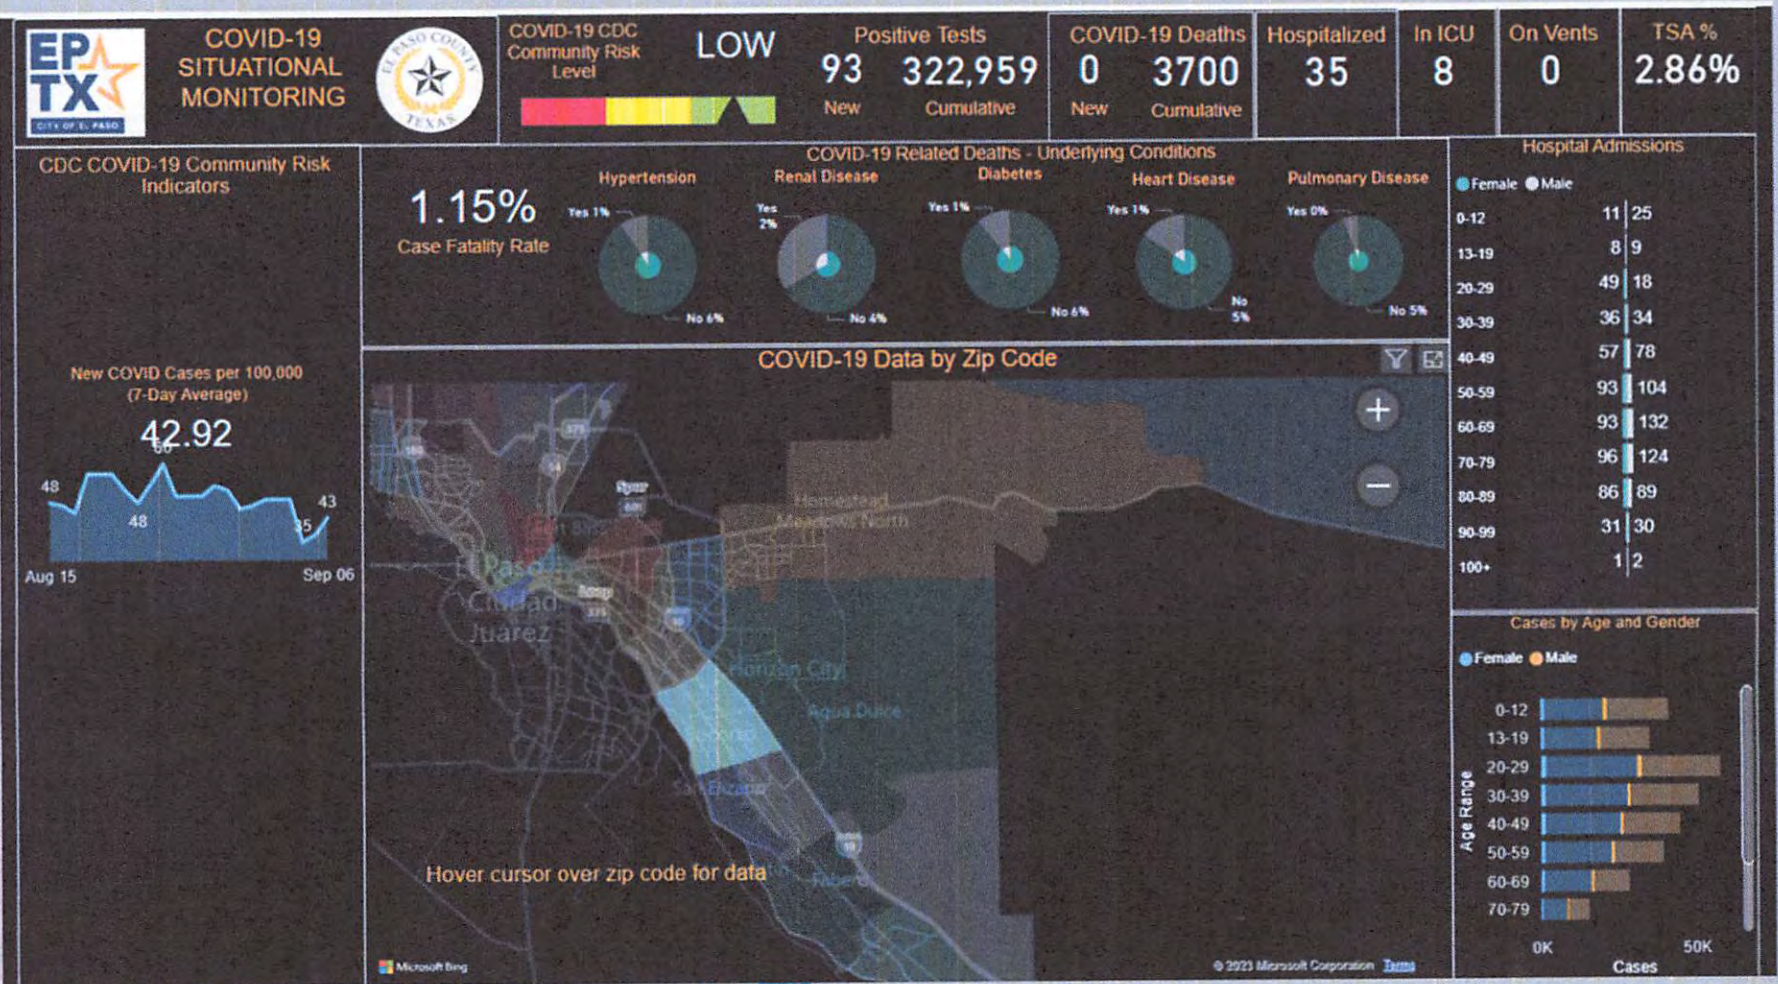 EP
TX
CITY OF EL PASO
COVID-19
SITUATIONAL
MONITORING
EL PASO COUNTY
TEXAS
COVID-19 CDC
Community Risk
Level
LOW
Positive Tests
93 322,959
New Cumulative
COVID-19 Deaths
0 3700
New Cumulative
Hospitalized
35
In ICU
8
On Vents
0
TSA %
2.86%
CDC COVID-19 Community Risk
Indicators
New COVID Cases per 100,000
(7-Day Average)
42.92
60
48
48
35
43
Aug 15 Sep 06
COVID-19 Related Deaths - Underlying Conditions
1.15%
Case Fatality Rate
Hypertension
Yes 1%
No 6%
Renal Disease
Yes
2%
No 4%
Diabetes
Yes 1%
No 6%
Heart Disease
Yes 1%
No
5%
Pulmonary Disease
Yes 0%
No 5%
COVID-19 Data by Zip Code
+
−
375
Spur
601
Homestead
Meadows North
El Paso
Ciudad
Juárez
Loop
375
10
Horizon City
Agua Dulce
Socorro
San Elizario
10
Fabens
Hover cursor over zip code for data
Microsoft Bing
© 2023 Microsoft Corporation Terms
Hospital Admissions
Female Male
0-12 11 25
13-19 8 9
20-29 49 18
30-39 36 34
40-49 57 78
50-59 93 104
60-69 93 132
70-79 96 124
80-89 86 89
90-99 31 30
100+ 1 2
Cases by Age and Gender
Female Male
Age Range
0-12
13-19
20-29
30-39
40-49
50-59
60-69
70-79
0K 50K
Cases